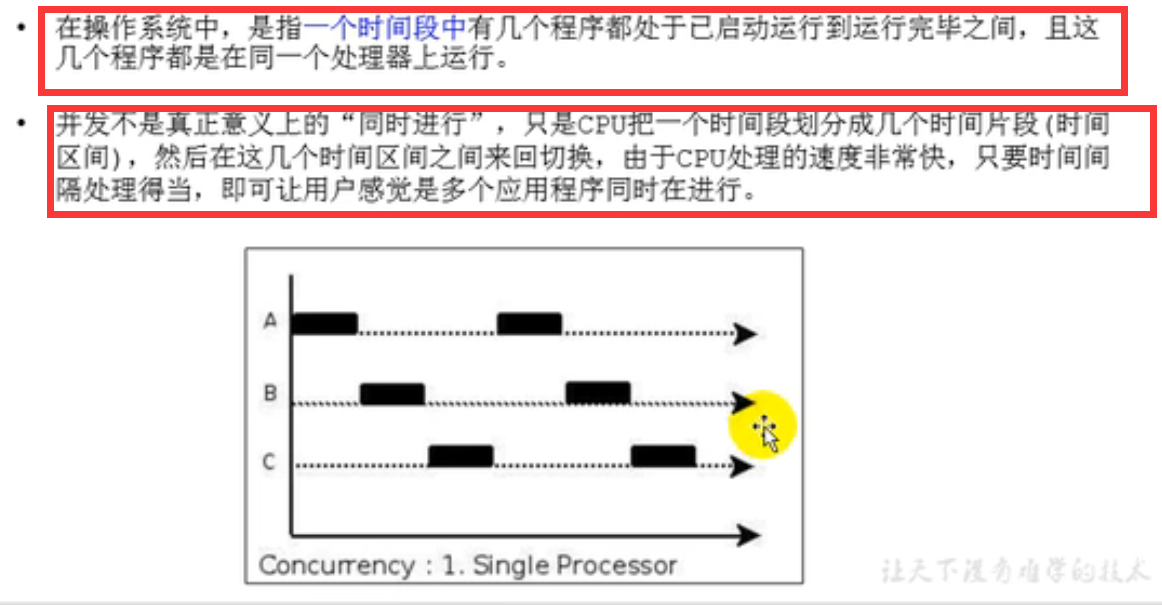 • 在操作系统中，是指一个时间段中有几个程序都处于已启动运行到运行完毕之间，且这
几个程序都是在同一个处理器上运行。
• 并发不是真正意义上的“同时进行”，只是CPU把一个时间段划分成几个时间片段(时间
区间)，然后在这几个时间区间之间来回切换，由于CPU处理的速度非常快，只要时间间
隔处理得当，即可让用户感觉是多个应用程序同时在进行。
A
B
C
Concurrency : 1. Single Processor
让天下没有难学的技术